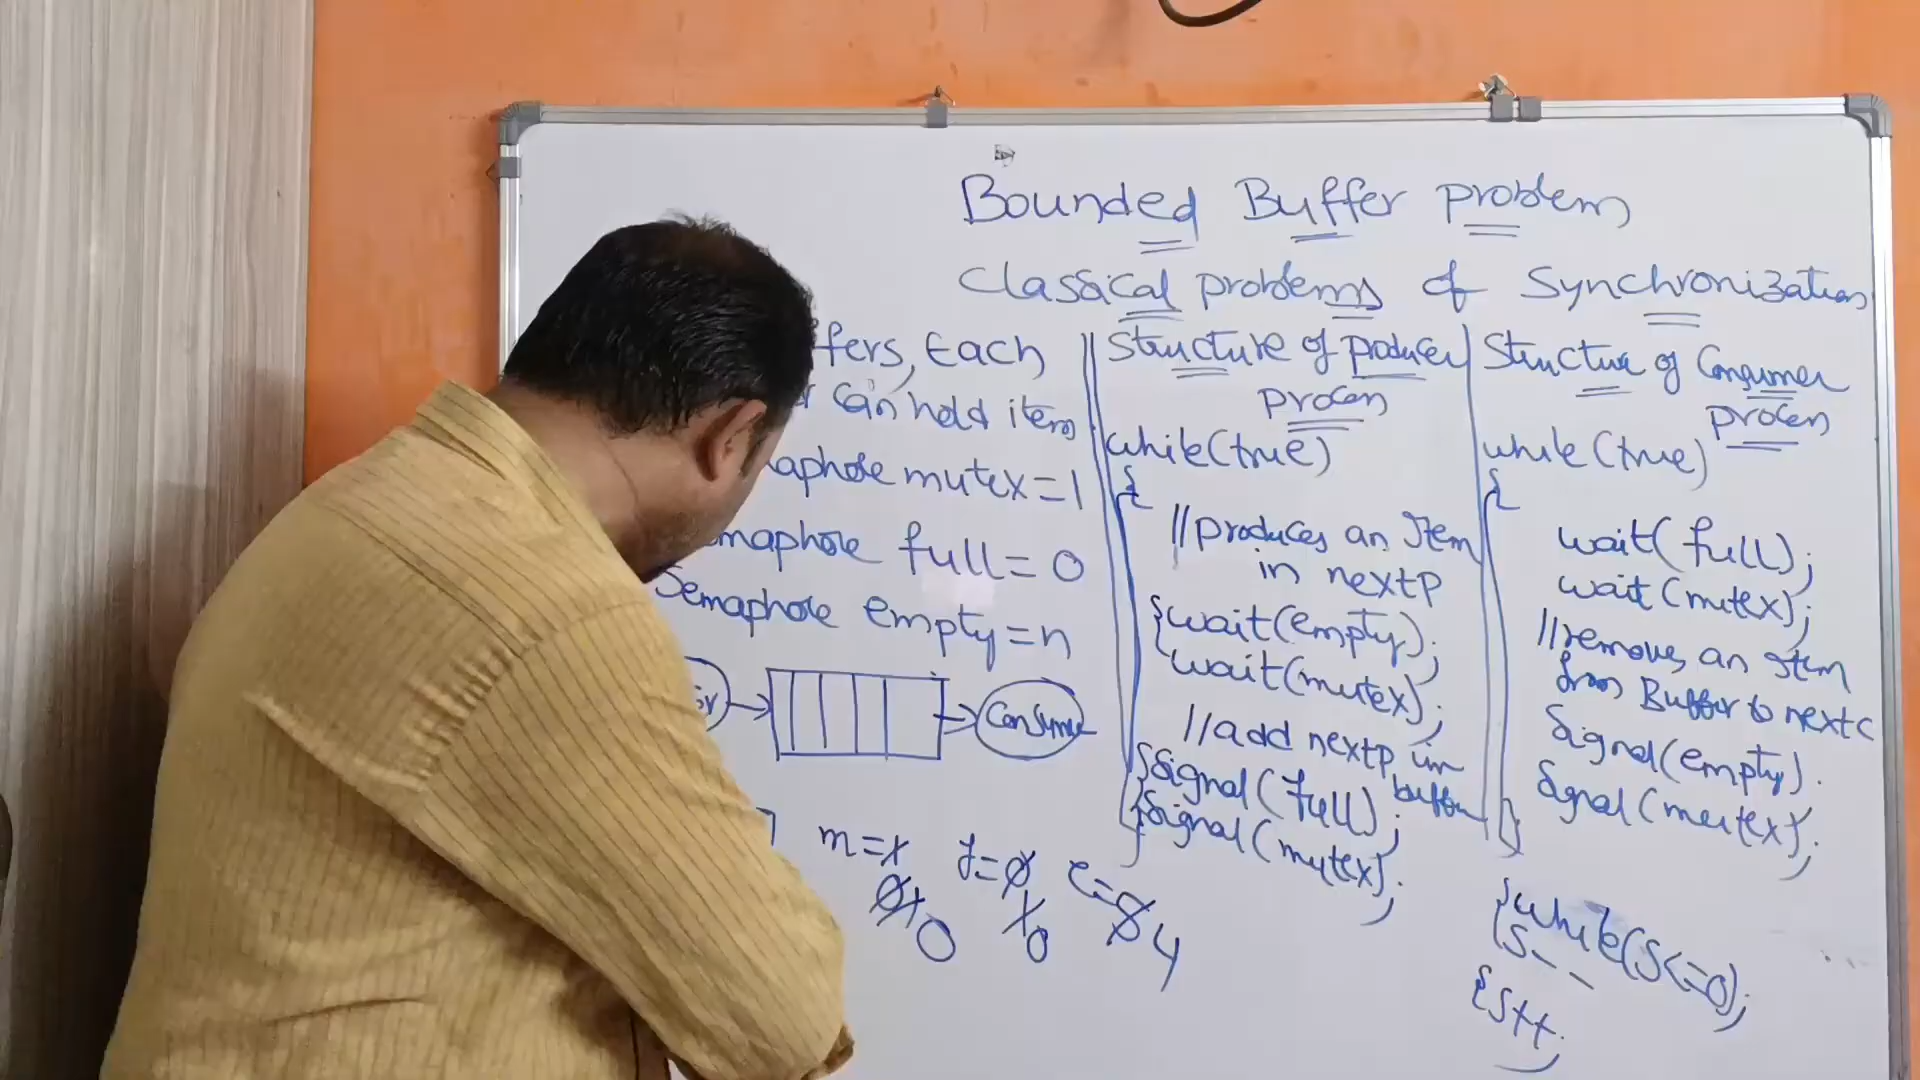 Bounded Buffer problem
Classical problems of Synchronization
fers, Each
can hold item
aphore mutex=1
maphore full=0
Semaphore empty=n
Consumer
m=1 f=0 e=
0 1 0 0 4
Structure of producer
process
while(true)
{
//produces an Item
in nextp
{wait(empty);
wait(mutex);
//add nextp in
buffer
{signal(full);
signal(mutex);
}
Structure of Consumer
process
while(true)
{
wait(full);
wait(mutex);
//remove, an Item
from Buffer to nextc
signal(empty).
signal(mutex);
}
{while(S<=0);
S--
{S++;